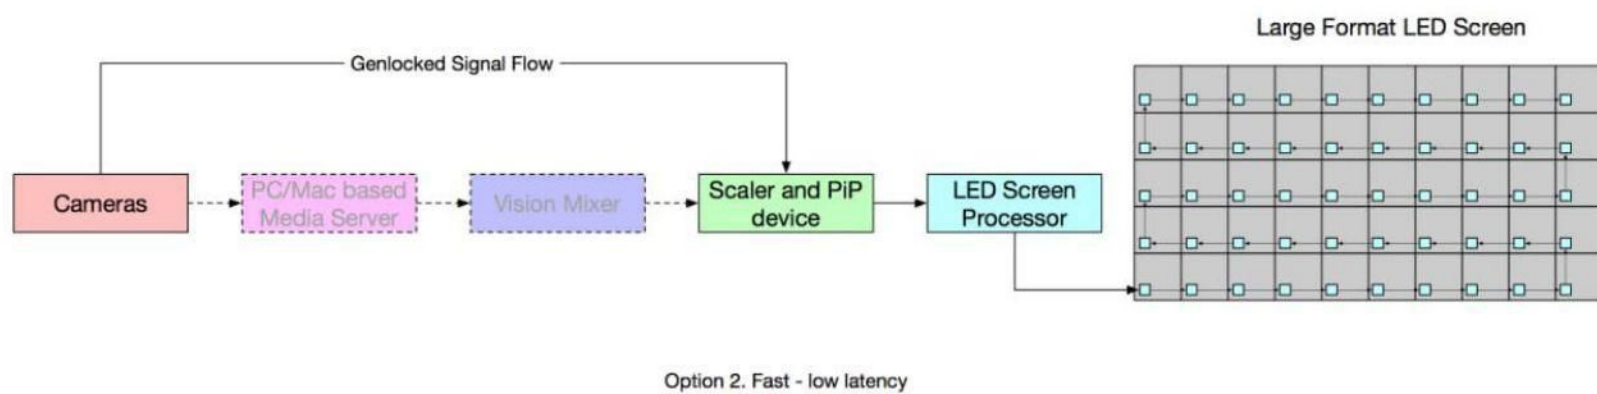 Large Format LED Screen
Genlocked Signal Flow
Cameras
PC/Mac based
Media Server
Vision Mixer
Scaler and PiP
device
LED Screen
Processor
Option 2. Fast - low latency